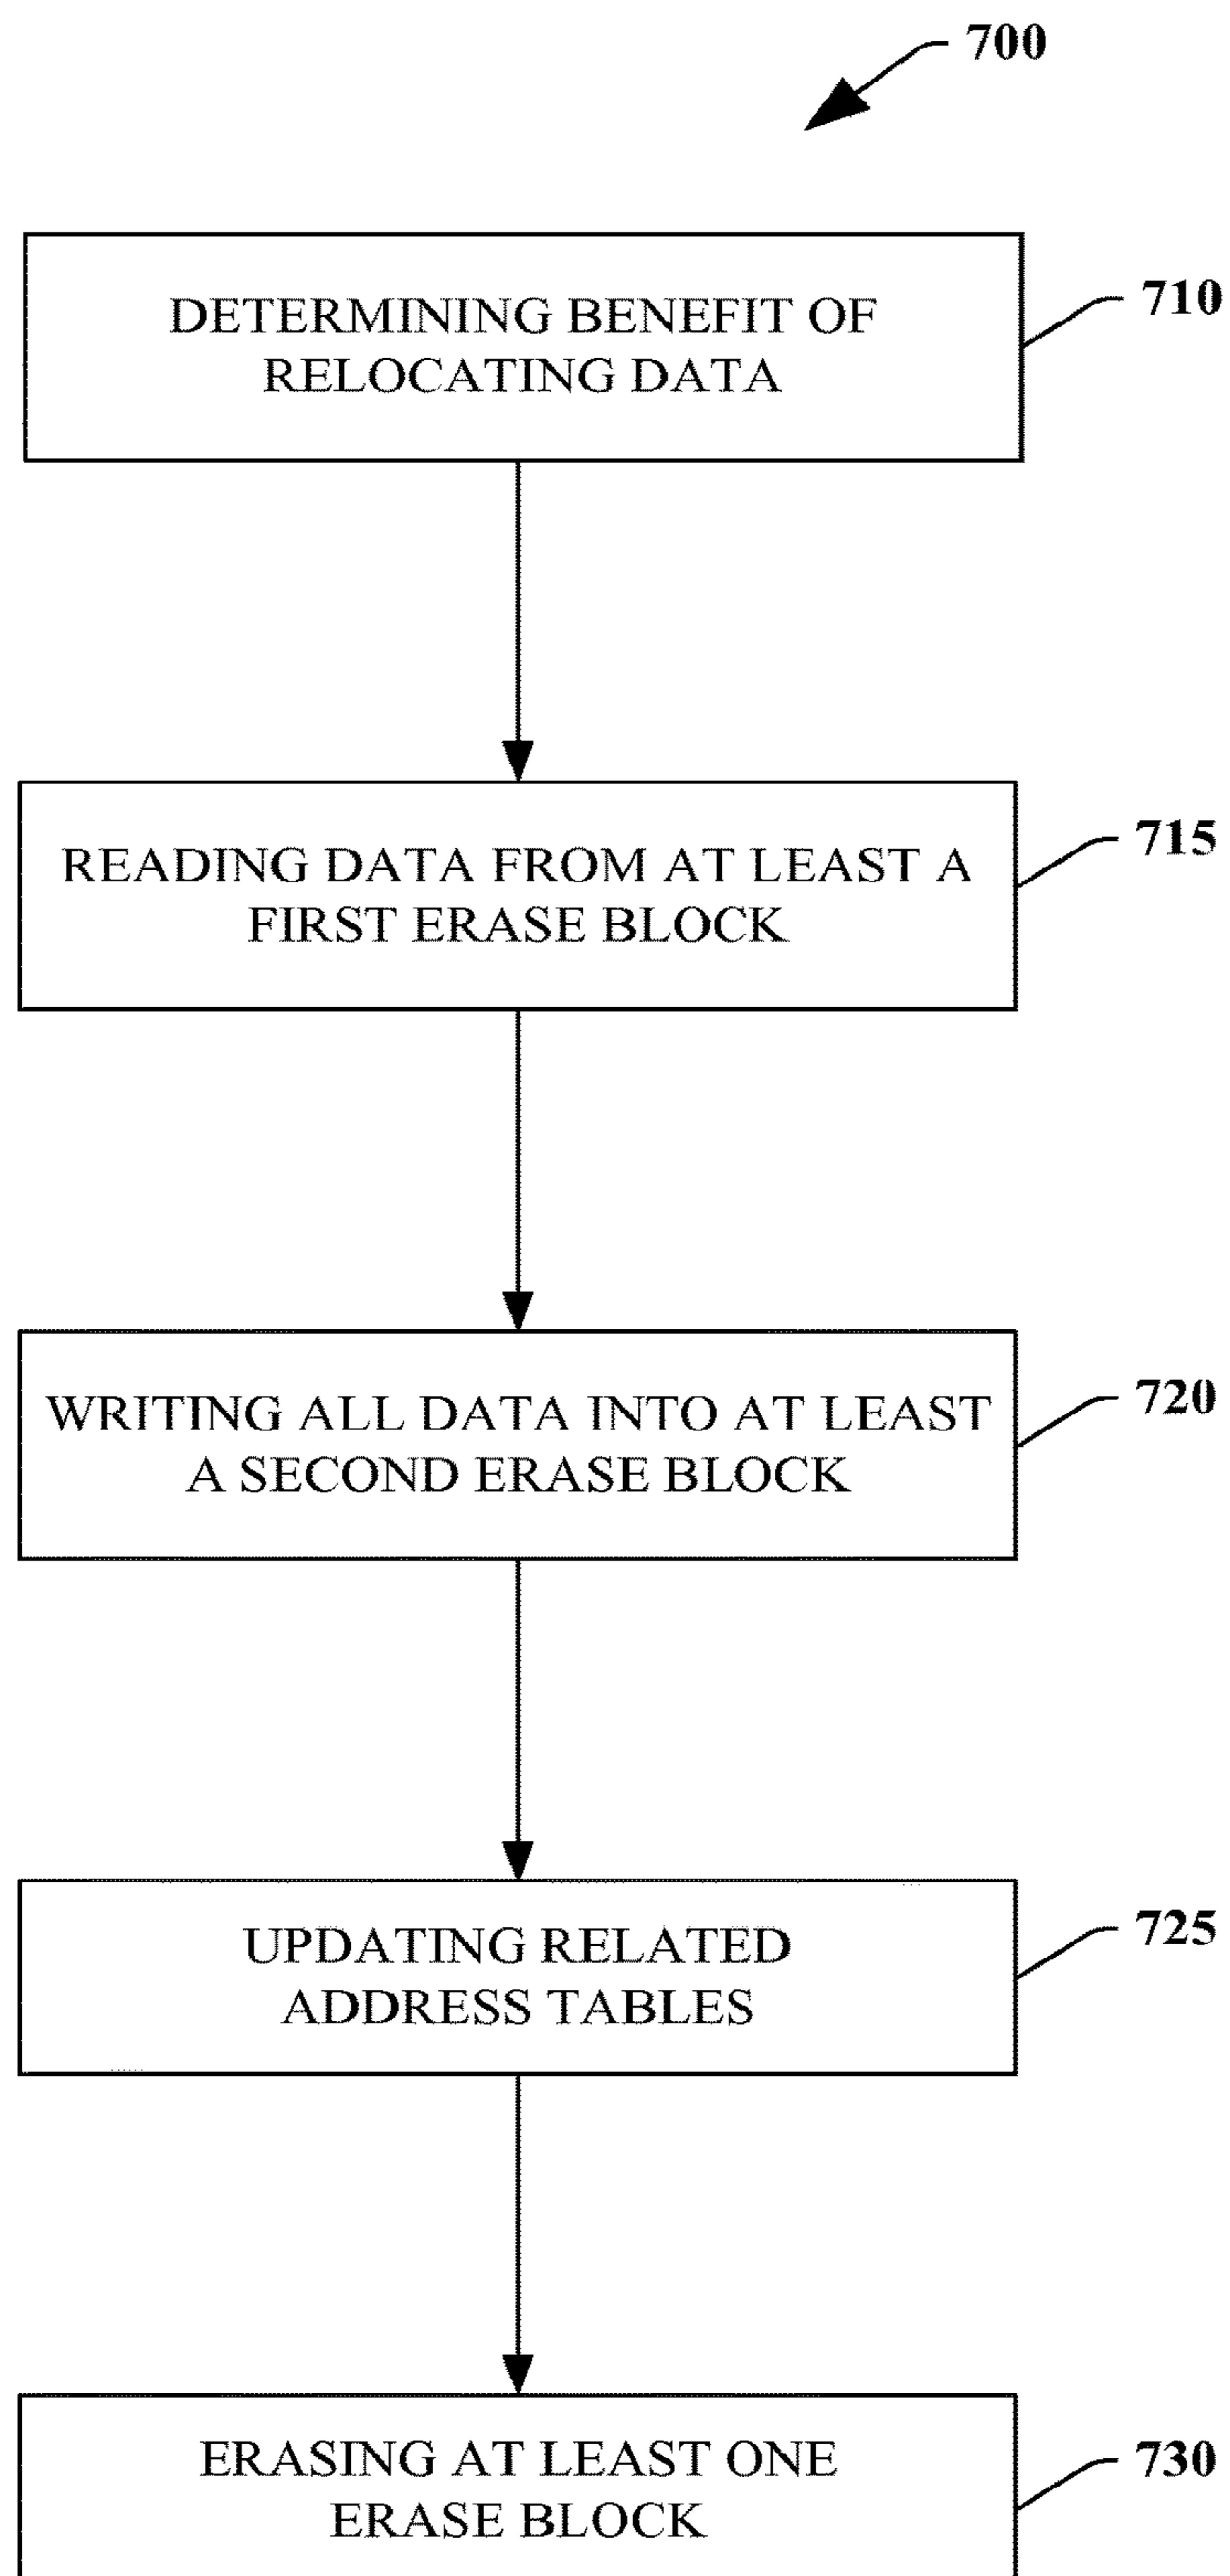 700
DETERMINING BENEFIT OF
RELOCATING DATA
710
READING DATA FROM AT LEAST A
FIRST ERASE BLOCK
715
WRITING ALL DATA INTO AT LEAST
A SECOND ERASE BLOCK
720
UPDATING RELATED
ADDRESS TABLES
725
ERASING AT LEAST ONE
ERASE BLOCK
730